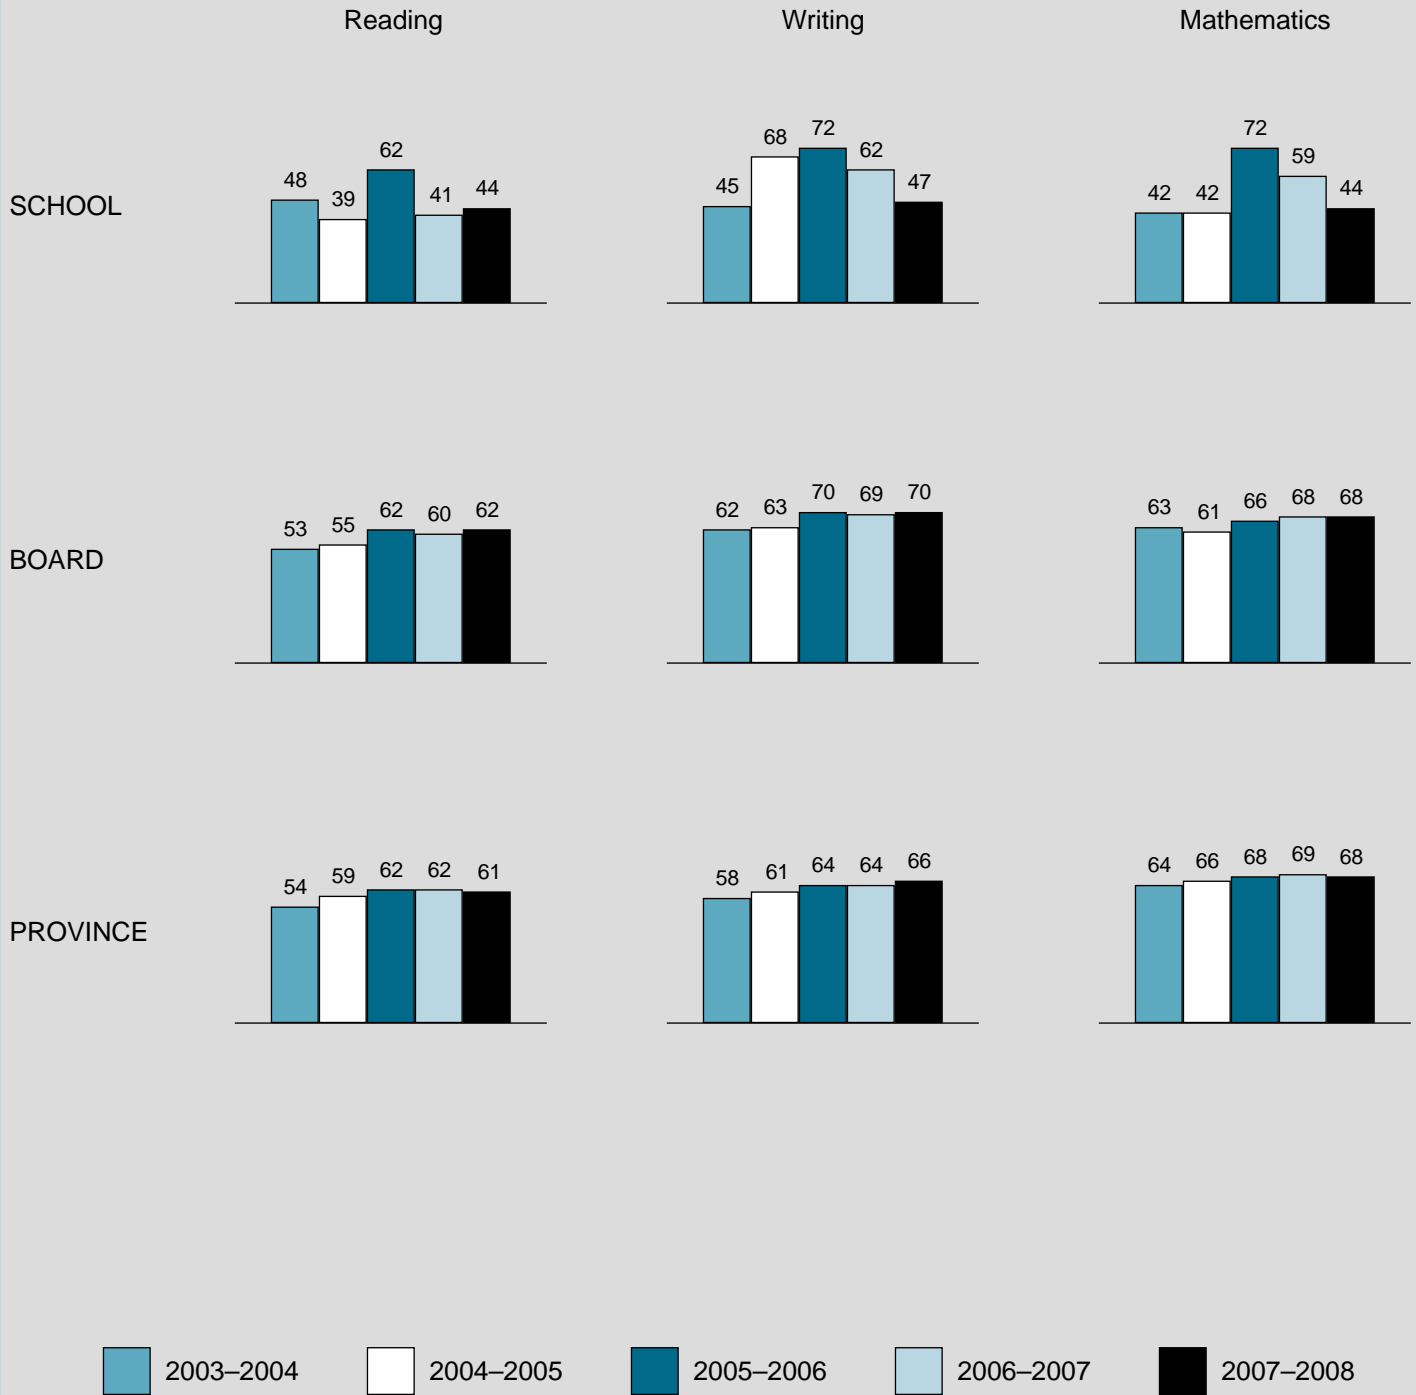 Reading Writing Mathematics
SCHOOL
48 39 62 41 44
45 68 72 62 47
42 42 72 59 44
BOARD
53 55 62 60 62
62 63 70 69 70
63 61 66 68 68
PROVINCE
54 59 62 62 61
58 61 64 64 66
64 66 68 69 68
2003–2004 2004–2005 2005–2006 2006–2007 2007–2008